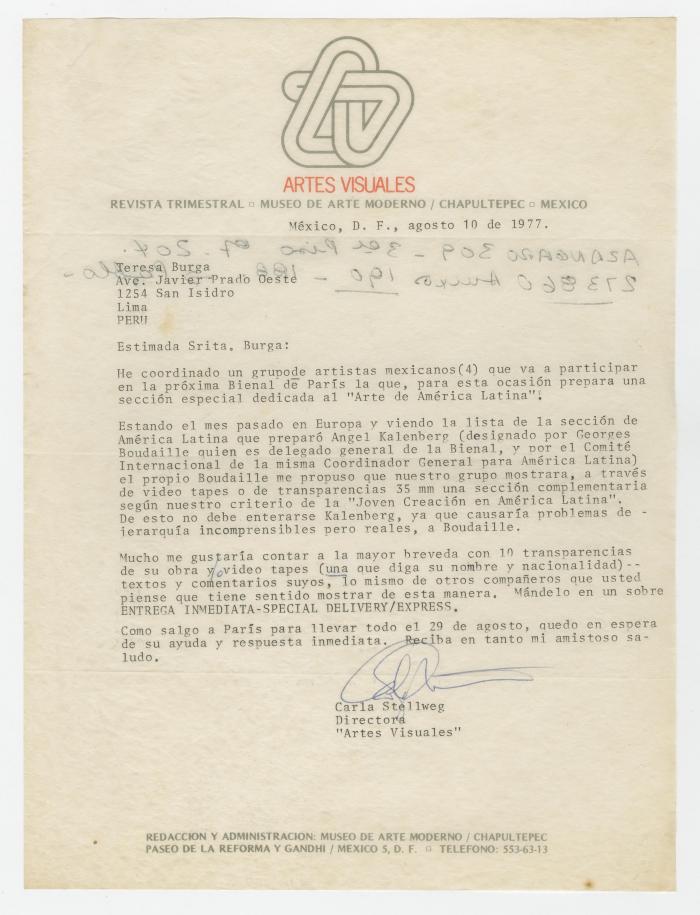 ARTES VISUALES
REVISTA TRIMESTRAL ▫ MUSEO DE ARTE MODERNO / CHAPULTEPEC ▫ MEXICO
México, D. F., agosto 10 de 1977.
AZANGARO 309 - 3er Piso of. 204.
273860 Anexo 190 - 188
Teresa Burga
Ave. Javier Prado Oeste
1254 San Isidro
Lima
PERU
Estimada Srita. Burga:
He coordinado un grupode artistas mexicanos(4) que va a participar
en la próxima Bienal de París la que, para esta ocasión prepara una
sección especial dedicada al "Arte de América Latina".
Estando el mes pasado en Europa y viendo la lista de la sección de
América Latina que preparó Angel Kalenberg (designado por Georges
Boudaille quien es delegado general de la Bienal, y por el Comité
Internacional de la misma Coordinador General para América Latina)
el propio Boudaille me propuso que nuestro grupo mostrara, a través
de video tapes o de transparencias 35 mm una sección complementaria
según nuestro criterio de la "Joven Creación en América Latina".
De esto no debe enterarse Kalenberg, ya que causaría problemas de -
jerarquía incomprensibles pero reales, a Boudaille.
Mucho me gustaría contar a la mayor breveda con 10 transparencias
de su obra y/o video tapes (una que diga su nombre y nacionalidad)--
textos y comentarios suyos, lo mismo de otros compañeros que usted
piense que tiene sentido mostrar de esta manera. Mándelo en un sobre
ENTREGA INMEDIATA-SPECIAL DELIVERY/EXPRESS.
Como salgo a París para llevar todo el 29 de agosto, quedo en espera
de su ayuda y respuesta inmediata. Reciba en tanto mi amistoso sa-
ludo.
Carla Stellweg
Directora
"Artes Visuales"
REDACCION Y ADMINISTRACION: MUSEO DE ARTE MODERNO / CHAPULTEPEC
PASEO DE LA REFORMA Y GANDHI / MEXICO 5, D. F. ▫ TELEFONO: 553-63-13